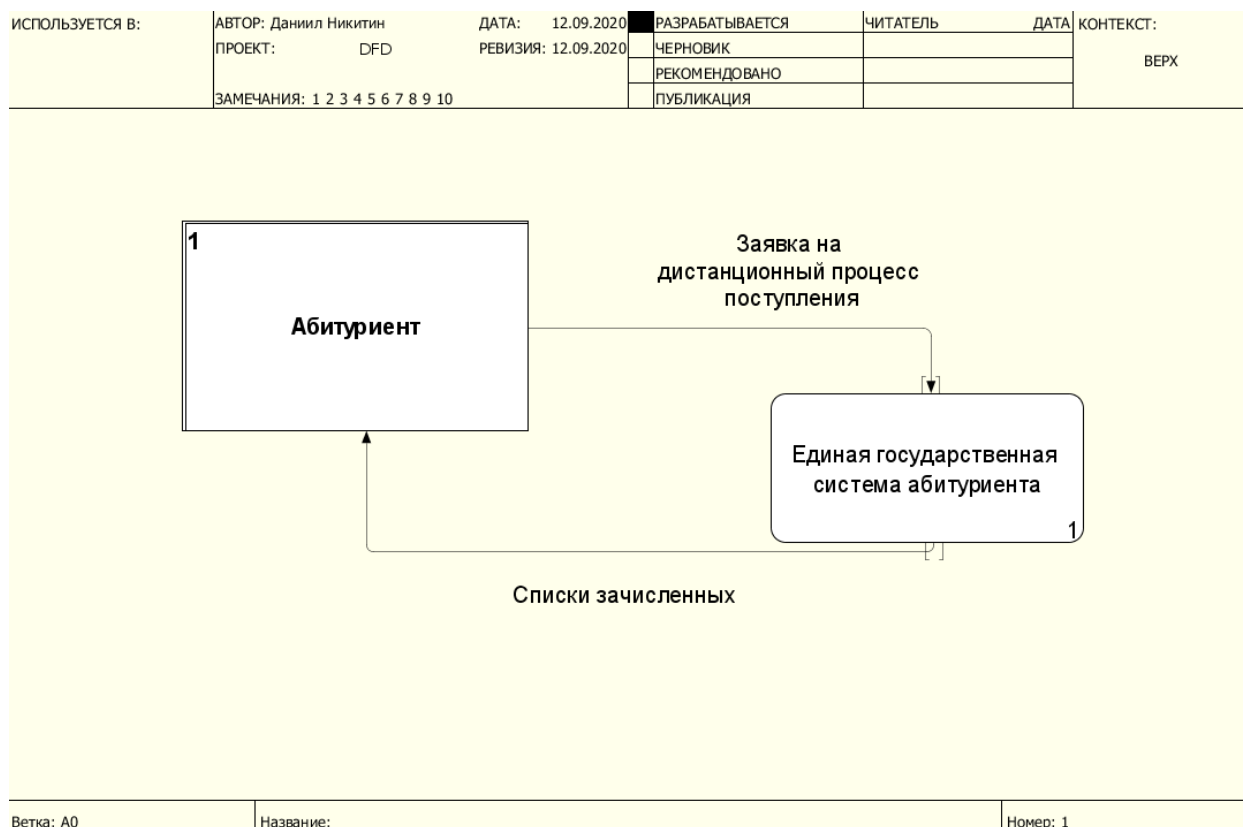 ИСПОЛЬЗУЕТСЯ В:
АВТОР: Даниил Никитин
ДАТА: 12.09.2020
ПРОЕКТ: DFD
РЕВИЗИЯ: 12.09.2020
ЗАМЕЧАНИЯ: 1 2 3 4 5 6 7 8 9 10
РАЗРАБАТЫВАЕТСЯ
ЧЕРНОВИК
РЕКОМЕНДОВАНО
ПУБЛИКАЦИЯ
ЧИТАТЕЛЬ ДАТА
КОНТЕКСТ:
ВЕРХ
1
Абитуриент
Заявка на
дистанционный процесс
поступления
Единая государственная
система абитуриента
1
Списки зачисленных
Ветка: A0
Название:
Номер: 1